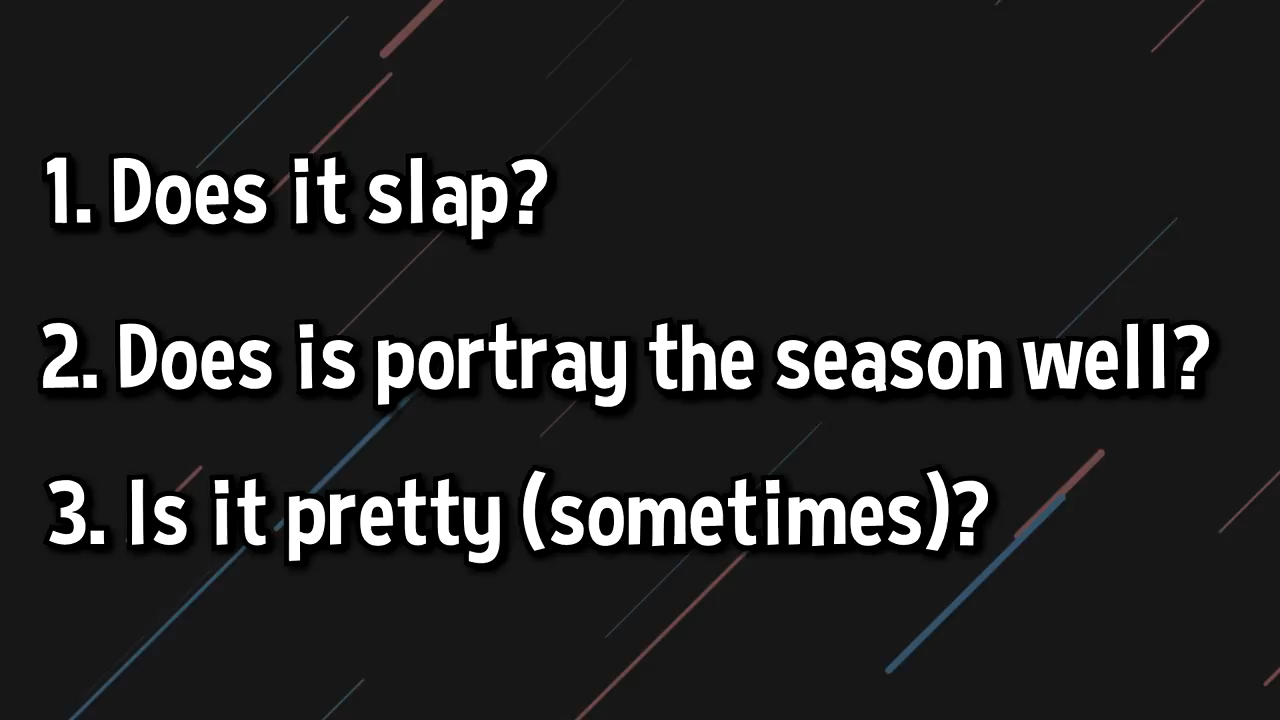 1. Does it slap?
2. Does is portray the season well?
3. Is it pretty (sometimes)?